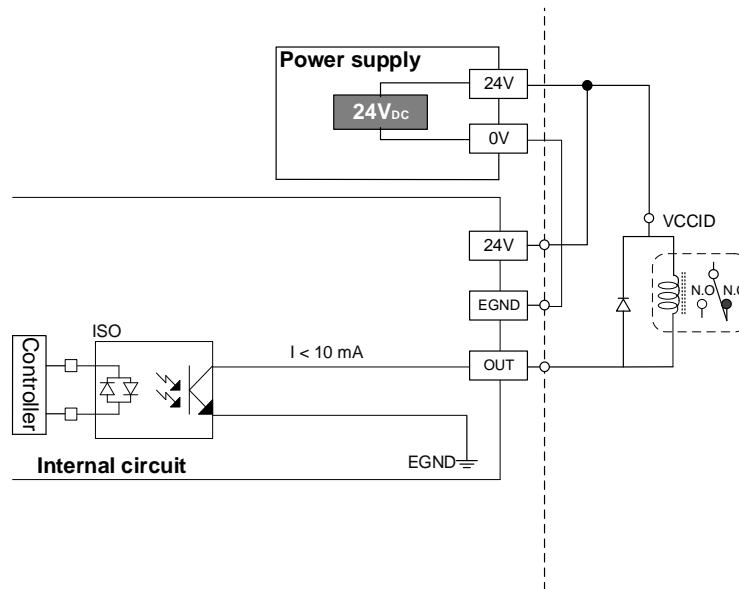 Power supply
24V
24VDC
0V
VCCID
24V
N.O
N.C
EGND
ISO
I < 10 mA
OUT
Controller
EGND
Internal circuit